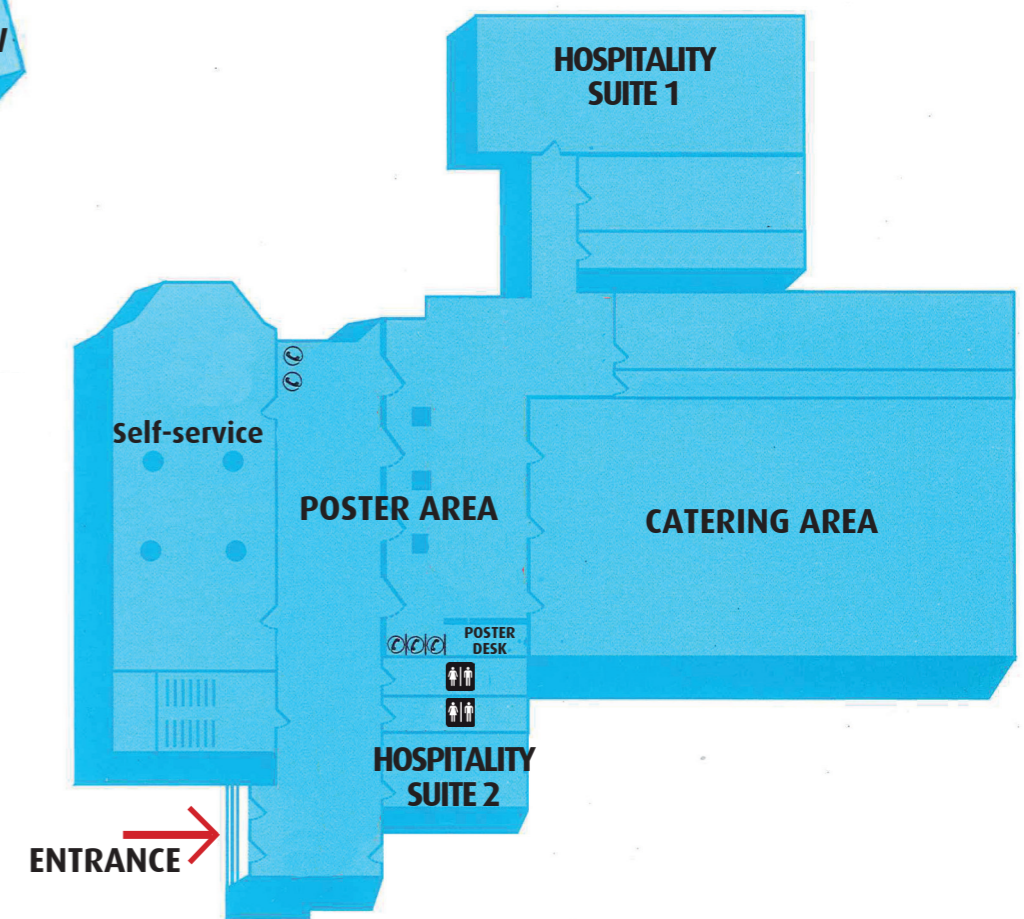 HOSPITALITY
SUITE 1
Self-service
POSTER AREA
CATERING AREA
POSTER
DESK
HOSPITALITY
SUITE 2
ENTRANCE